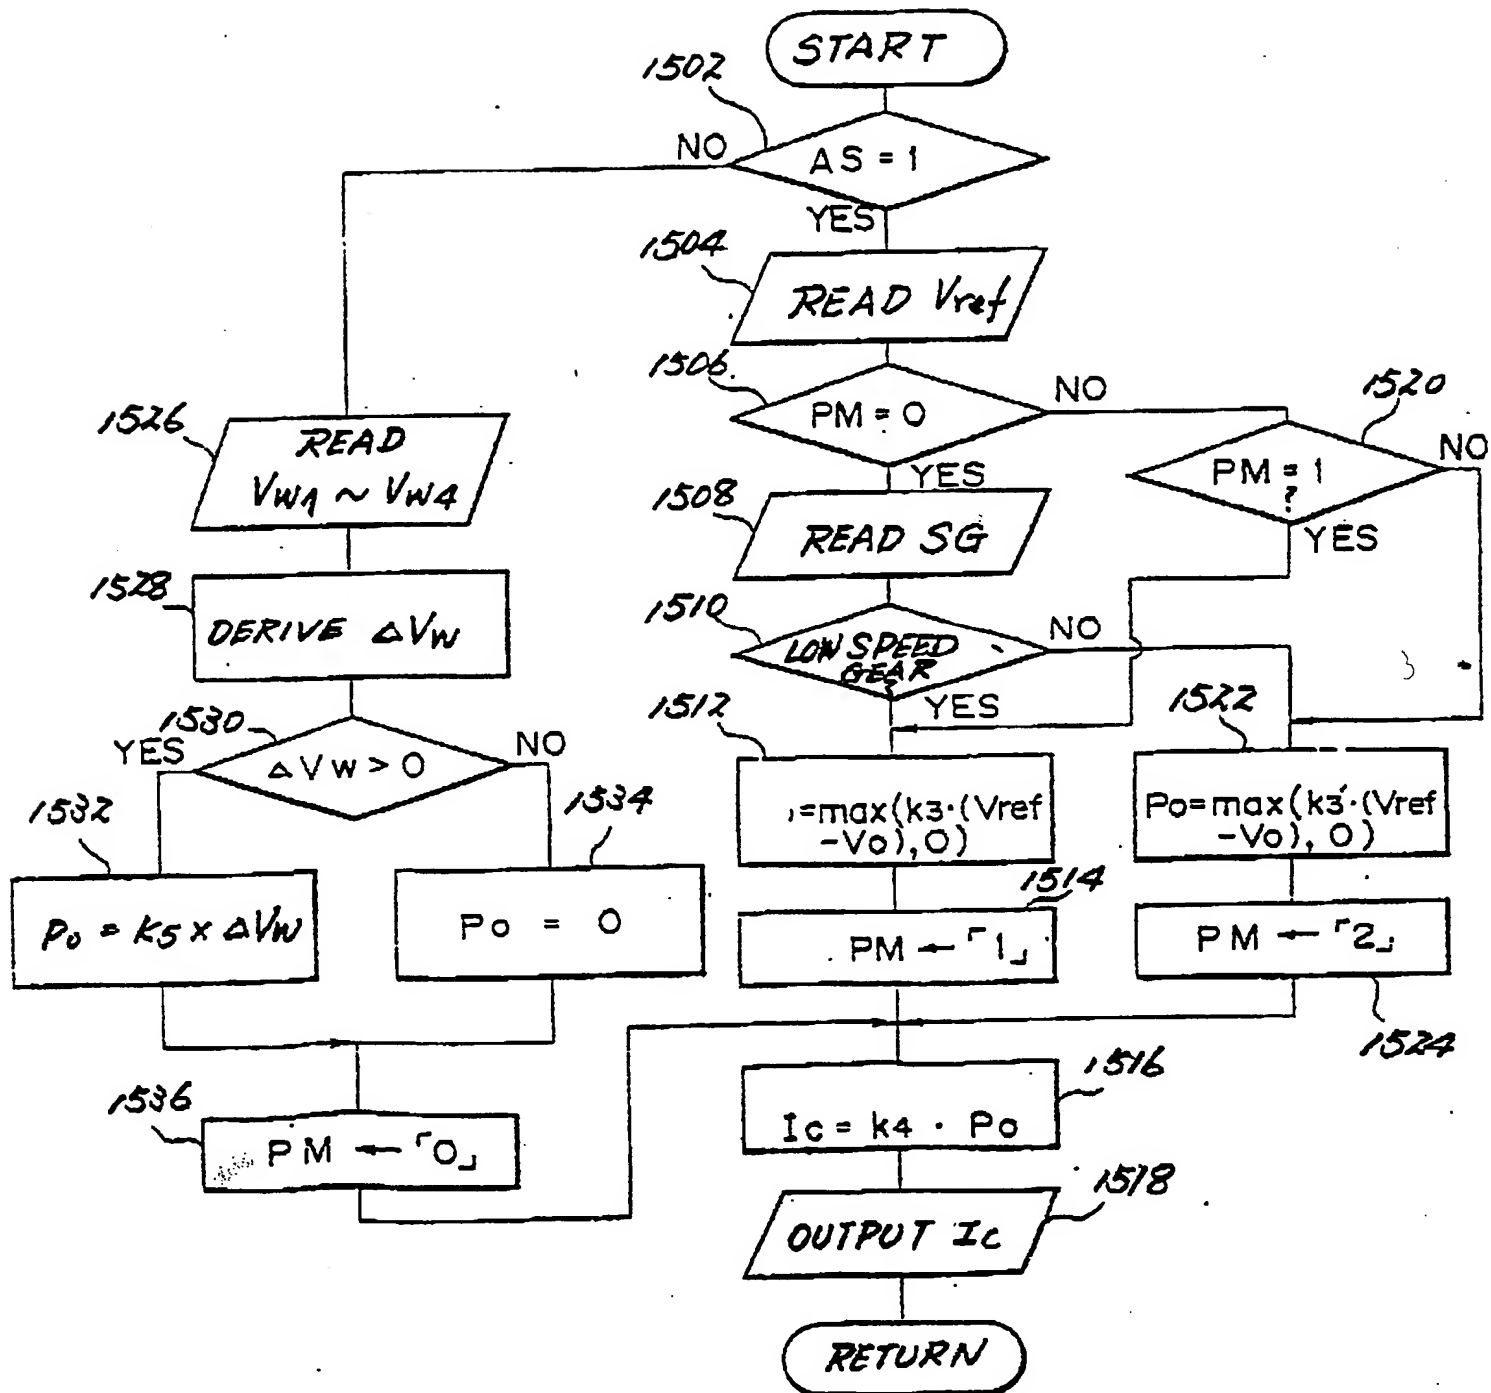 START
1502
NO
AS = 1
YES
1504
READ Vref
1506
PM = 0
NO
1520
1526
READ
VW1 ~ VW4
YES
PM = 1
?
NO
1508
READ SG
YES
1528
DERIVE ΔVW
1510
LOW SPEED
GEAR
?
NO
YES
1530
YES
ΔVw > 0
NO
1512
1522
1532
1534
=max(k3·(Vref
-Vo),0)
Po=max(k3'·(Vref
-Vo),0)
Po = K5 x ΔVW
Po = 0
1514
PM ← 「1」
PM ← 「2」
1524
1536
PM ← 「0」
1516
Ic = k4 · Po
1518
OUTPUT Ic
RETURN